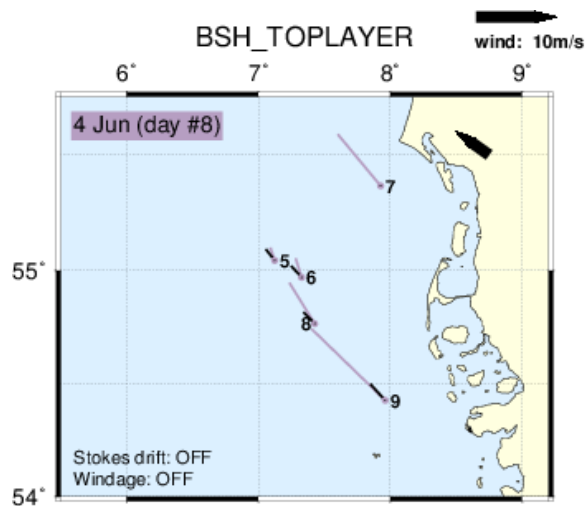 BSH_TOPLAYER
wind: 10m/s
6° 7° 8° 9°
4 Jun (day #8)
7
55°
5
6
8
9
Stokes drift: OFF
Windage: OFF
54°